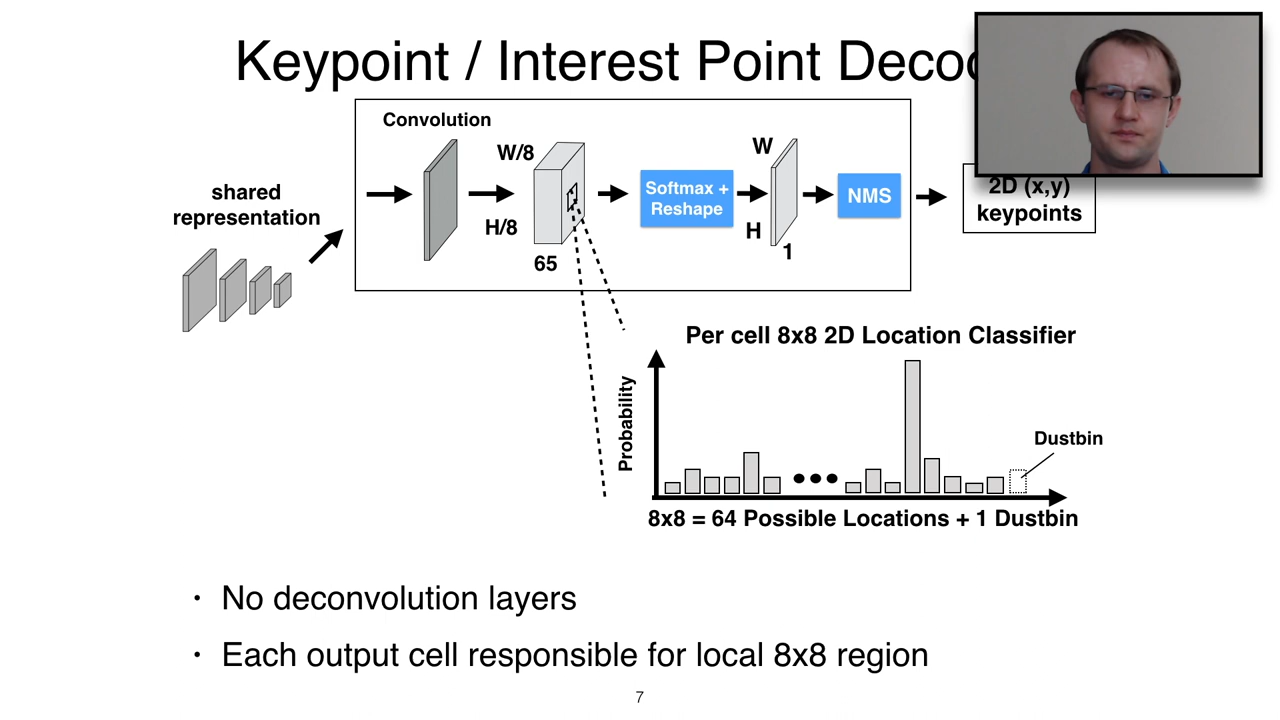 Keypoint / Interest Point
Convolution
W/8
H/8
65
shared
representation
Softmax +
Reshape
W
H
1
NMS
2D (x,y)
keypoints
Per cell 8x8 2D Location Classifier
Probability
Dustbin
8x8 = 64 Possible Locations + 1 Dustbin
• No deconvolution layers
• Each output cell responsible for local 8x8 region
7